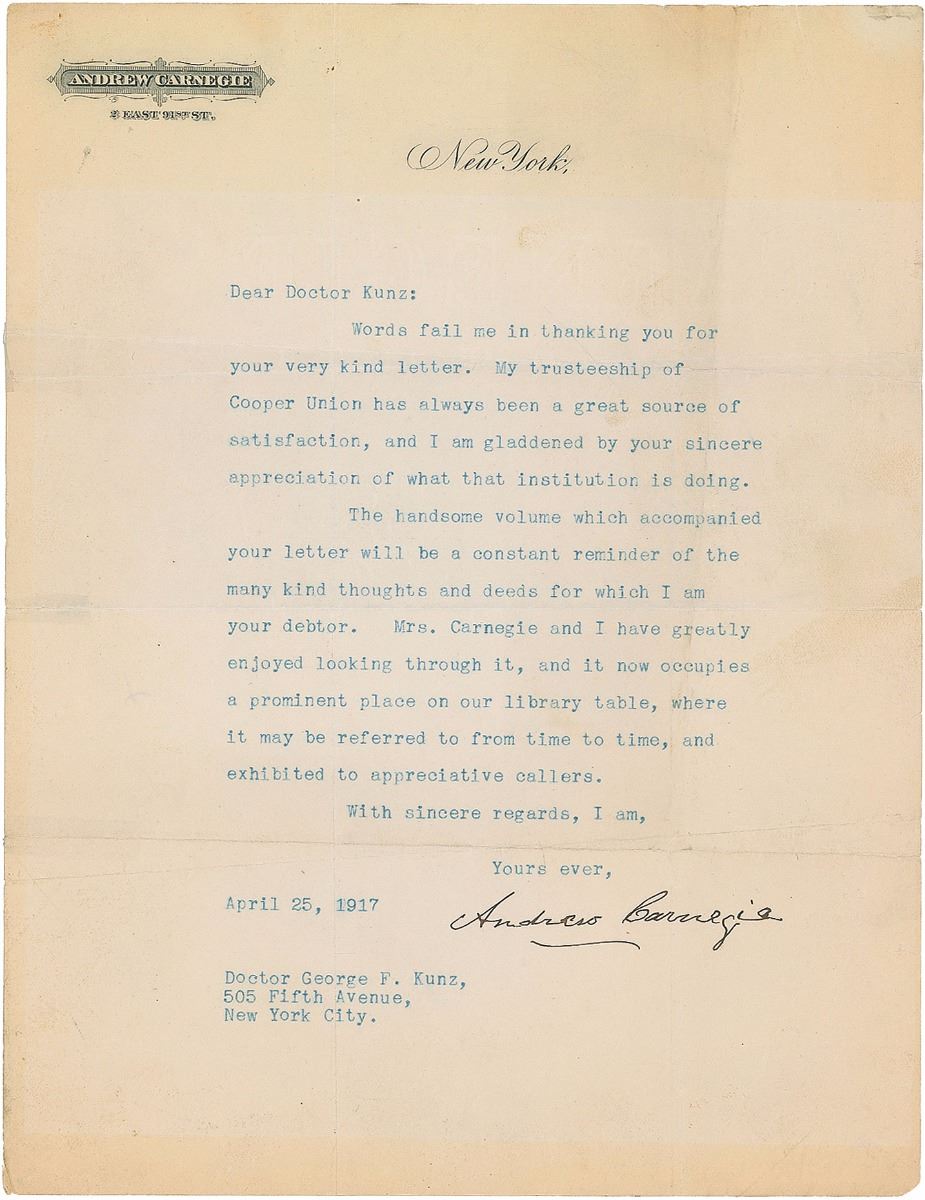 ANDREW CARNEGIE
2 EAST 91ST ST.
New York,
Dear Doctor Kunz:
Words fail me in thanking you for
your very kind letter. My trusteeship of
Cooper Union has always been a great source of
satisfaction, and I am gladdened by your sincere
appreciation of what that institution is doing.
The handsome volume which accompanied
your letter will be a constant reminder of the
many kind thoughts and deeds for which I am
your debtor. Mrs. Carnegie and I have greatly
enjoyed looking through it, and it now occupies
a prominent place on our library table, where
it may be referred to from time to time, and
exhibited to appreciative callers.
With sincere regards, I am,
Yours ever,
April 25, 1917
Andrew Carnegie
Doctor George F. Kunz,
505 Fifth Avenue,
New York City.